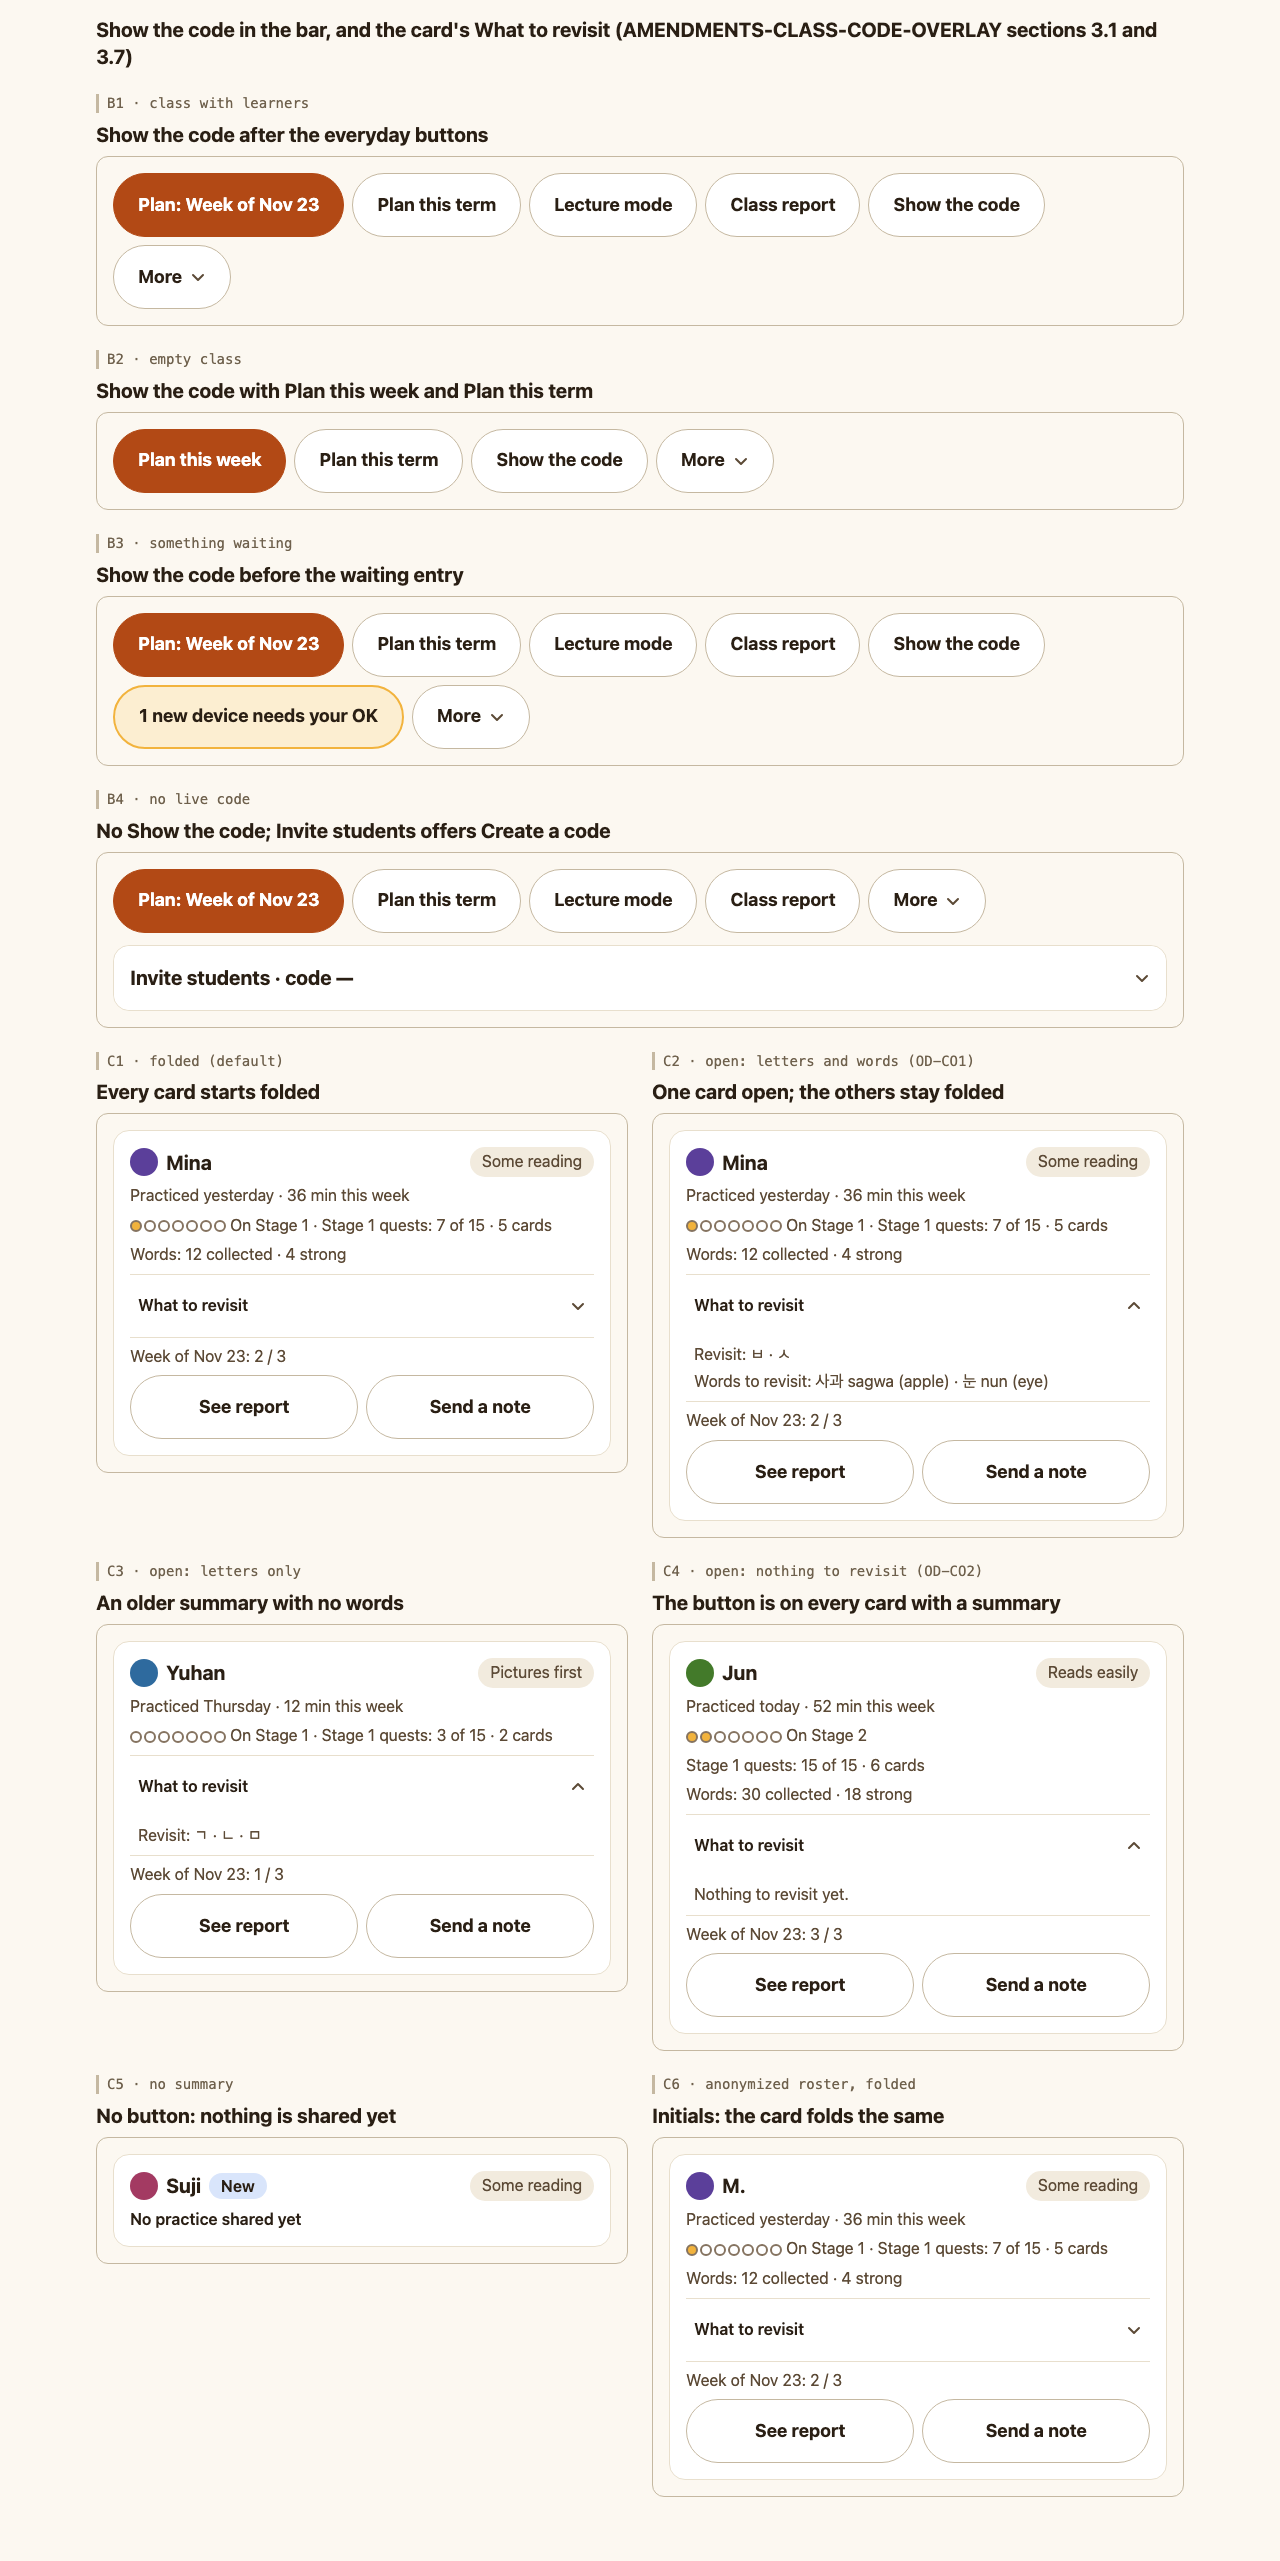 Show the code in the bar, and the card's What to revisit (AMENDMENTS-CLASS-CODE-OVERLAY sections 3.1 and
3.7)
B1 · class with learners
Show the code after the everyday buttons
Plan: Week of Nov 23
Plan this term
Lecture mode
Class report
Show the code
More
B2 · empty class
Show the code with Plan this week and Plan this term
Plan this week
Plan this term
Show the code
More
B3 · something waiting
Show the code before the waiting entry
Plan: Week of Nov 23
Plan this term
Lecture mode
Class report
Show the code
1 new device needs your OK
More
B4 · no live code
No Show the code; Invite students offers Create a code
Plan: Week of Nov 23
Plan this term
Lecture mode
Class report
More
Invite students · code —
C1 · folded (default)
Every card starts folded
Mina
Some reading
Practiced yesterday · 36 min this week
On Stage 1 · Stage 1 quests: 7 of 15 · 5 cards
Words: 12 collected · 4 strong
What to revisit
Week of Nov 23: 2 / 3
See report
Send a note
C2 · open: letters and words (OD-CO1)
One card open; the others stay folded
Mina
Some reading
Practiced yesterday · 36 min this week
On Stage 1 · Stage 1 quests: 7 of 15 · 5 cards
Words: 12 collected · 4 strong
What to revisit
Revisit: ㅂ · ㅅ
Words to revisit: 사과 sagwa (apple) · 눈 nun (eye)
Week of Nov 23: 2 / 3
See report
Send a note
C3 · open: letters only
An older summary with no words
Yuhan
Pictures first
Practiced Thursday · 12 min this week
On Stage 1 · Stage 1 quests: 3 of 15 · 2 cards
What to revisit
Revisit: ㄱ · ㄴ · ㅁ
Week of Nov 23: 1 / 3
See report
Send a note
C4 · open: nothing to revisit (OD-CO2)
The button is on every card with a summary
Jun
Reads easily
Practiced today · 52 min this week
On Stage 2
Stage 1 quests: 15 of 15 · 6 cards
Words: 30 collected · 18 strong
What to revisit
Nothing to revisit yet.
Week of Nov 23: 3 / 3
See report
Send a note
C5 · no summary
No button: nothing is shared yet
Suji
New
Some reading
No practice shared yet
C6 · anonymized roster, folded
Initials: the card folds the same
M.
Some reading
Practiced yesterday · 36 min this week
On Stage 1 · Stage 1 quests: 7 of 15 · 5 cards
Words: 12 collected · 4 strong
What to revisit
Week of Nov 23: 2 / 3
See report
Send a note